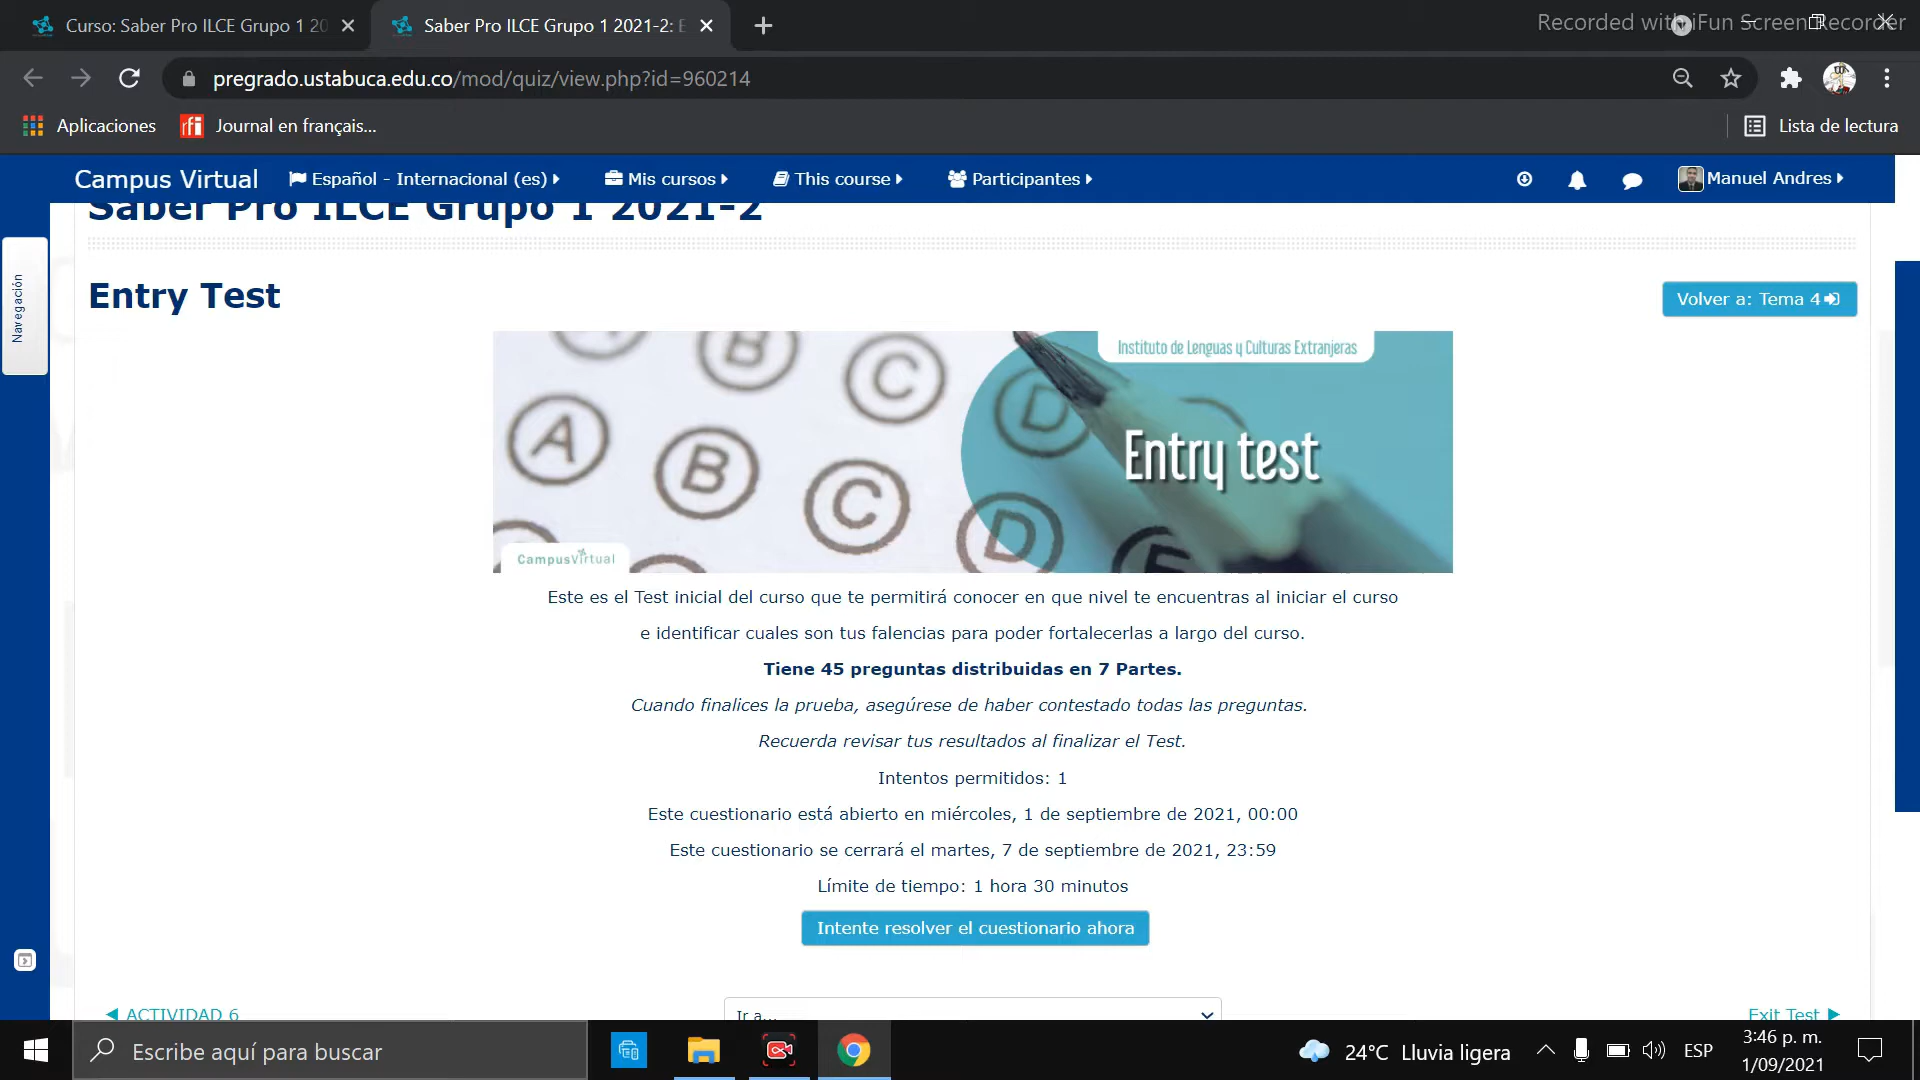 Curso: Saber Pro ILCE Grupo 1 20
Saber Pro ILCE Grupo 1 2021-2: E
Recorded with iFun Screen Recorder
pregrado.ustabuca.edu.co/mod/quiz/view.php?id=960214
Aplicaciones
rfi
Journal en français...
Lista de lectura
Campus Virtual
Español - Internacional (es)
Mis cursos
This course
Participantes
Manuel Andres
Saber Pro ILCE Grupo 1 2021-2
Navegación
Entry Test
Volver a: Tema 4
Instituto de Lenguas y Culturas Extranjeras
B
C
D
A
B
C
D
E
Entry test
CampusVirtual
Este es el Test inicial del curso que te permitirá conocer en que nivel te encuentras al iniciar el curso
e identificar cuales son tus falencias para poder fortalecerlas a largo del curso.
Tiene 45 preguntas distribuidas en 7 Partes.
Cuando finalices la prueba, asegúrese de haber contestado todas las preguntas.
Recuerda revisar tus resultados al finalizar el Test.
Intentos permitidos: 1
Este cuestionario está abierto en miércoles, 1 de septiembre de 2021, 00:00
Este cuestionario se cerrará el martes, 7 de septiembre de 2021, 23:59
Límite de tiempo: 1 hora 30 minutos
Intente resolver el cuestionario ahora
ACTIVIDAD 6
Ir a...
Exit Test
Escribe aquí para buscar
24°C Lluvia ligera
ESP
3:46 p. m.
1/09/2021